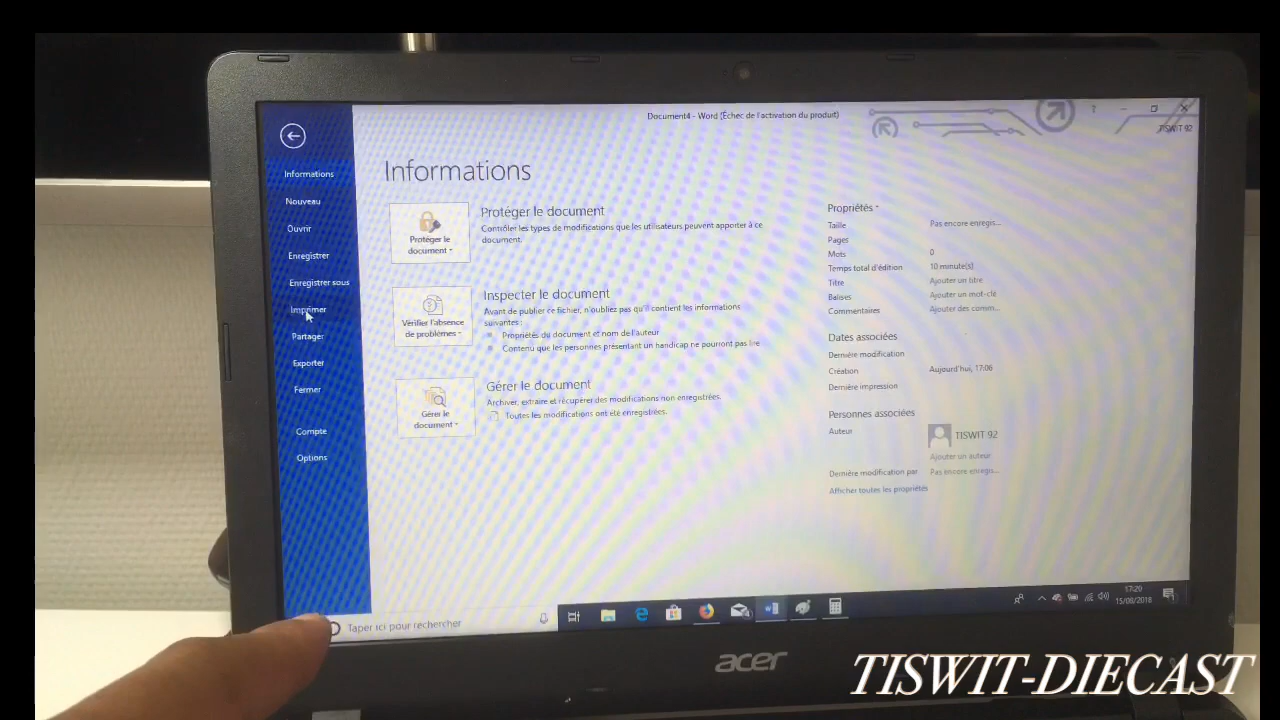 Document4 - Word (Échec de l'activation du produit)
TISWIT 92
Informations
Nouveau
Ouvrir
Enregistrer
Enregistrer sous
Imprimer
Partager
Exporter
Fermer
Compte
Options
Informations
Protéger le document
Protéger le document
Contrôler les types de modifications que les utilisateurs peuvent apporter à ce
document.
Vérifier l'absence
de problèmes
Inspecter le document
Avant de publier ce fichier, n'oubliez pas qu'il contient les informations
suivantes :
Propriétés du document et nom de l'auteur
Contenu que les personnes présentant un handicap ne pourront pas lire
Gérer le
document
Gérer le document
Archiver, extraire et récupérer des modifications non enregistrées.
Toutes les modifications ont été enregistrées.
Propriétés
Taille Pas encore enregis...
Pages
Mots 0
Temps total d'édition 10 minute(s)
Titre Ajouter un titre
Balises Ajouter un mot-clé
Commentaires Ajouter des comm...
Dates associées
Dernière modification
Création Aujourd'hui, 17:06
Dernière impression
Personnes associées
Auteur TISWIT 92
Ajouter un auteur
Dernière modification par Pas encore enregis...
Afficher toutes les propriétés
Taper ici pour rechercher
17:29
15/09/2018
acer
TISWIT-DIECAST